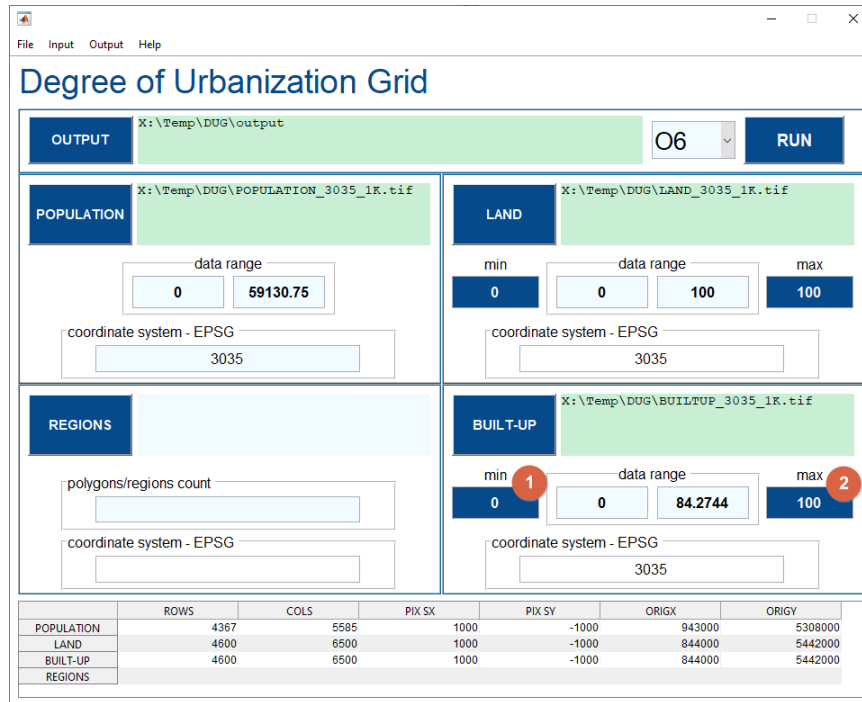 File Input Output Help
Degree of Urbanization Grid
OUTPUT X:\Temp\DUG\output O6 RUN
POPULATION X:\Temp\DUG\POPULATION_3035_1K.tif
data range
0 59130.75
coordinate system - EPSG
3035
LAND X:\Temp\DUG\LAND_3035_1K.tif
min data range max
0 0 100 100
coordinate system - EPSG
3035
REGIONS
polygons/regions count
coordinate system - EPSG
BUILT-UP X:\Temp\DUG\BUILTUP_3035_1K.tif
min 1 data range max 2
0 0 84.2744 100
coordinate system - EPSG
3035
ROWS COLS PIX SX PIX SY ORIGX ORIGY
POPULATION 4367 5585 1000 -1000 943000 5308000
LAND 4600 6500 1000 -1000 844000 5442000
BUILT-UP 4600 6500 1000 -1000 844000 5442000
REGIONS